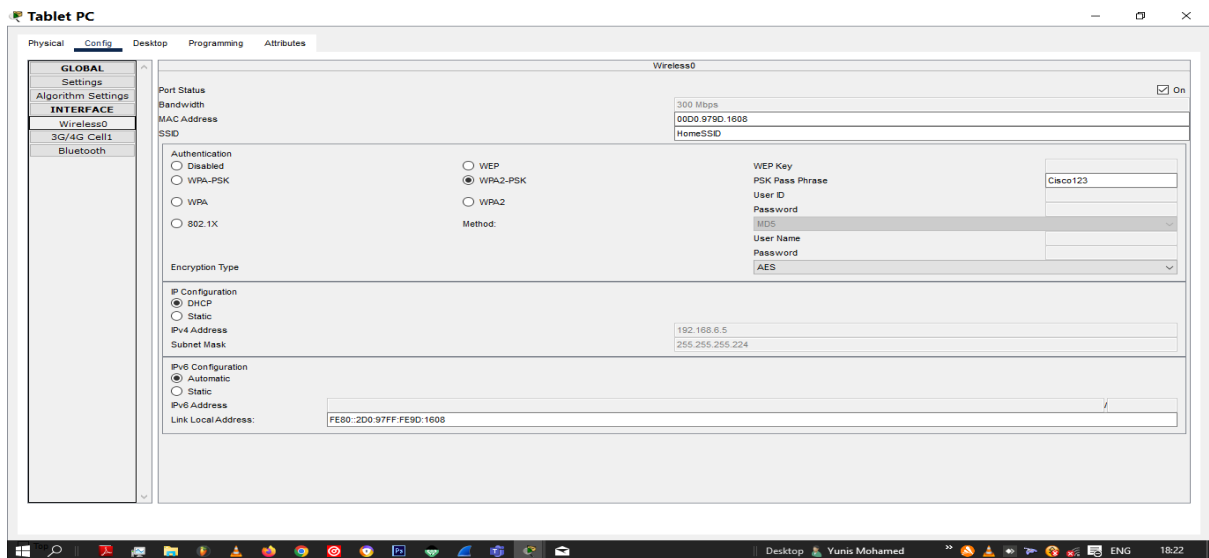 Tablet PC
Physical Config Desktop Programming Attributes
GLOBAL
Settings
Algorithm Settings
INTERFACE
Wireless0
3G/4G Cell1
Bluetooth
Wireless0
Port Status On
Bandwidth 300 Mbps
MAC Address 00D0.979D.1608
SSID HomeSSID
Authentication
Disabled WEP WEP Key
WPA-PSK WPA2-PSK PSK Pass Phrase Cisco123
User ID
WPA WPA2
Password
802.1X Method: MD5
User Name
Password
Encryption Type AES
IP Configuration
DHCP
Static
IPv4 Address 192.168.6.5
Subnet Mask 255.255.255.224
IPv6 Configuration
Automatic
Static
IPv6 Address /
Link Local Address: FE80::2D0:97FF:FE9D:1608
Top
Desktop Yunis Mohamed ENG 18:22